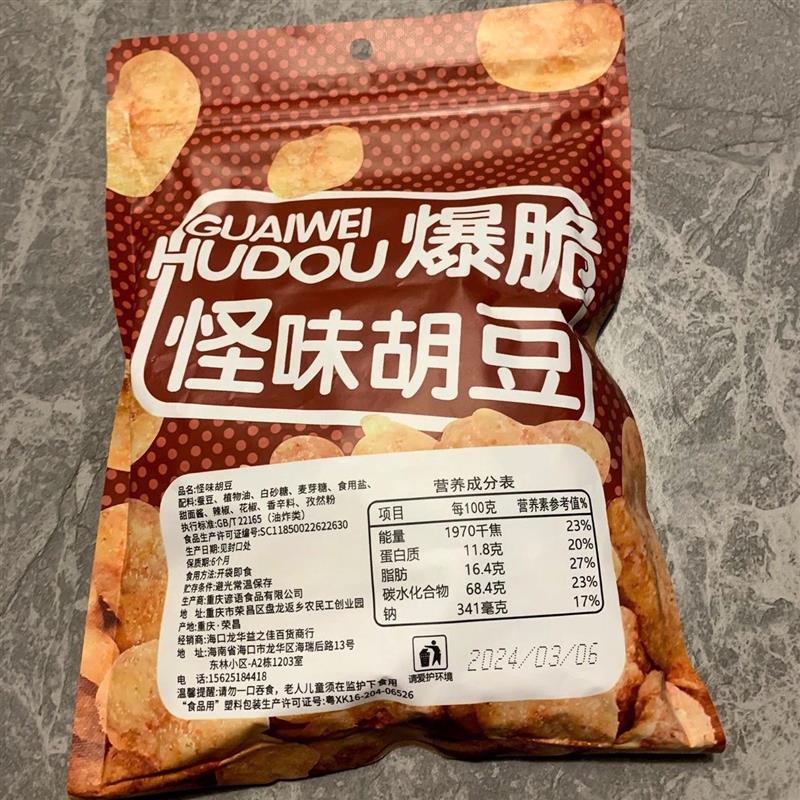 GUAIWEI
HUDOU 爆脆
怪味胡豆
品名:怪味胡豆
配料:蚕豆、植物油、白砂糖、麦芽糖、食用盐、
甜面酱、辣椒、花椒、香辛料、孜然粉
执行标准:GB/T 22165（油炸类）
食品生产许可证编号:SC11850022622630
生产日期:见封口处
保质期:6个月
食用方法:开袋即食
贮存条件:避光常温保存
生产商:重庆谚语食品有限公司
地 址:重庆市荣昌区盘龙返乡农民工创业园
产地:重庆·荣昌
经销商:海口龙华益之佳百货商行
地 址:海南省海口市龙华区海瑞后路13号
东林小区-A2栋1203室
电 话:15625184418
温馨提醒:请勿一口吞食，老人儿童须在监护下食用
“食品用”塑料包装生产许可证号:粤XK16-204-06526
营养成分表
项目 每100克 营养素参考值%
能量 1970千焦 23%
蛋白质 11.8克 20%
脂肪 16.4克 27%
碳水化合物 68.4克 23%
钠 341毫克 17%
请爱护环境
2024/03/06